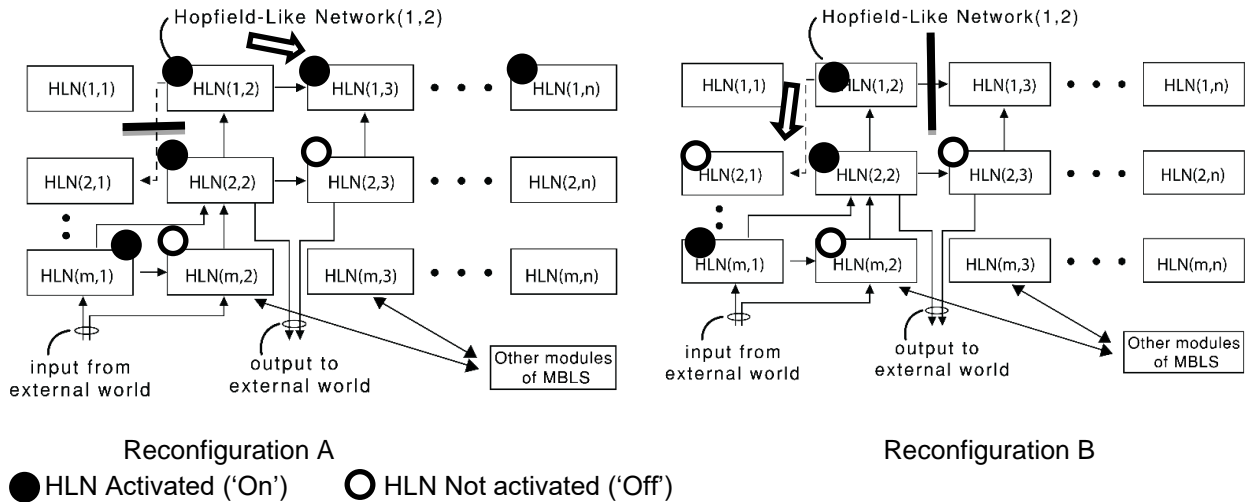 Hopfield-Like Network(1,2)
HLN(1,1) HLN(1,2) HLN(1,3) HLN(1,n)
HLN(2,1) HLN(2,2) HLN(2,3) HLN(2,n)
HLN(m,1) HLN(m,2) HLN(m,3) HLN(m,n)
input from
external world
output to
external world
Other modules
of MBLS
Reconfiguration A
Hopfield-Like Network(1,2)
HLN(1,1) HLN(1,2) HLN(1,3) HLN(1,n)
HLN(2,1) HLN(2,2) HLN(2,3) HLN(2,n)
HLN(m,1) HLN(m,2) HLN(m,3) HLN(m,n)
input from
external world
output to
external world
Other modules
of MBLS
Reconfiguration B
HLN Activated ('On') HLN Not activated ('Off')